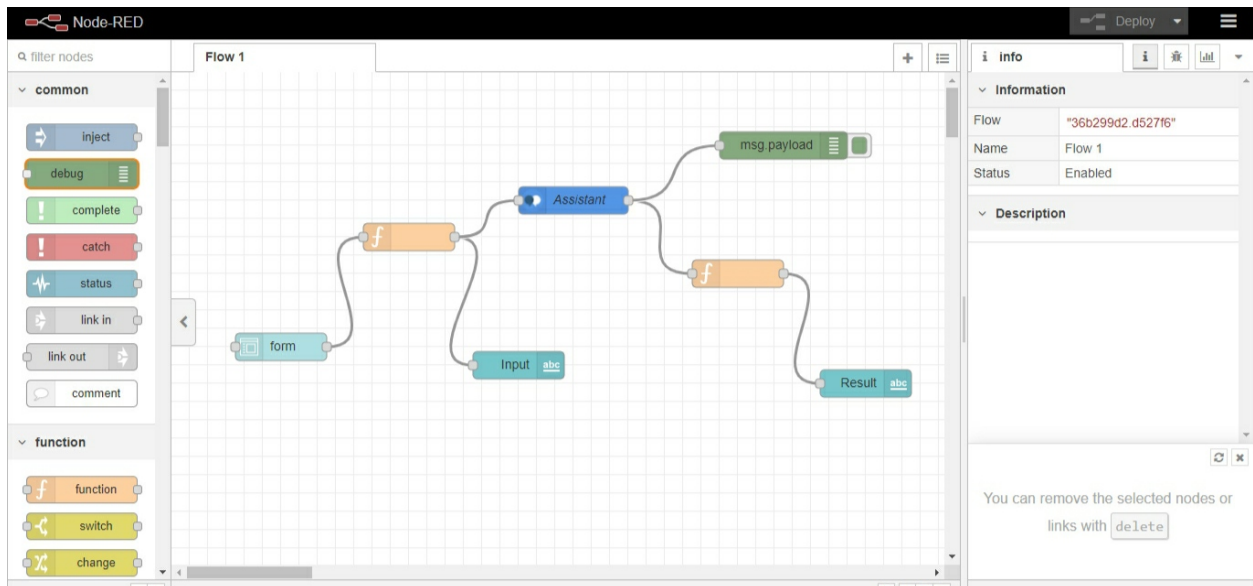 Node-RED
Deploy
filter nodes
Flow 1
i info
common
inject
debug
complete
catch
status
link in
link out
comment
function
function
switch
change
form
Input abc
Assistant
msg.payload
Result abc
Information
Flow "36b299d2.d527f6"
Name Flow 1
Status Enabled
Description
You can remove the selected nodes or
links with delete